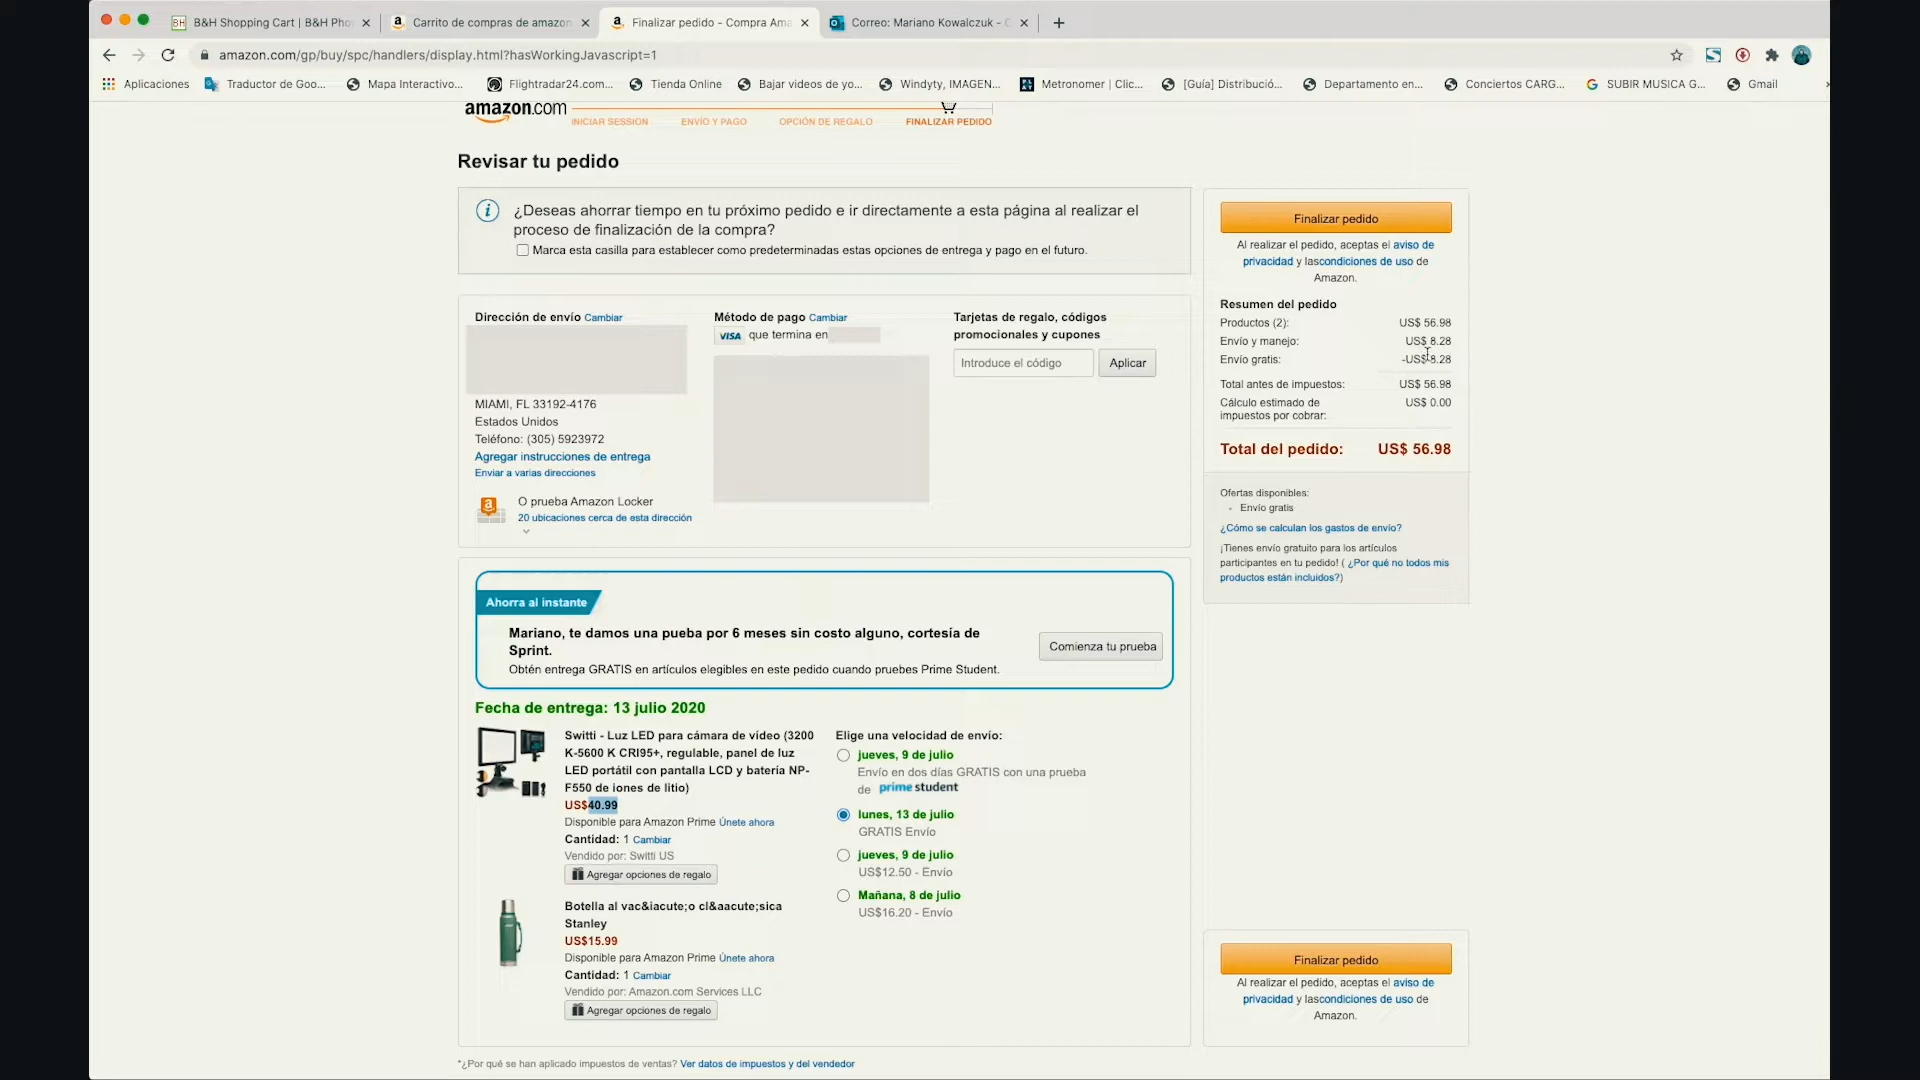 B&H Shopping Cart | B&H Pho
Carrito de compras de amazon
Finalizar pedido - Compra Ama
Correo: Mariano Kowalczuk -
amazon.com/gp/buy/spc/handlers/display.html?hasWorkingJavascript=1
Aplicaciones
Traductor de Goo...
Mapa Interactivo...
Flightradar24.com...
Tienda Online
Bajar videos de yo...
Windyty, IMAGEN...
Metronomer | Clic...
[Guía] Distribució...
Departamento en...
Conciertos CARG...
SUBIR MUSICA G...
Gmail
amazon.com
INICIAR SESSION
ENVÍO Y PAGO
OPCIÓN DE REGALO
FINALIZAR PEDIDO
Revisar tu pedido
¿Deseas ahorrar tiempo en tu próximo pedido e ir directamente a esta página al realizar el
proceso de finalización de la compra?
Marca esta casilla para establecer como predeterminadas estas opciones de entrega y pago en el futuro.
Dirección de envío Cambiar
MIAMI, FL 33192-4176
Estados Unidos
Teléfono: (305) 5923972
Agregar instrucciones de entrega
Enviar a varias direcciones
O prueba Amazon Locker
20 ubicaciones cerca de esta dirección
Método de pago Cambiar
VISA que termina en
Tarjetas de regalo, códigos
promocionales y cupones
Introduce el código
Aplicar
Ahorra al instante
Mariano, te damos una pueba por 6 meses sin costo alguno, cortesía de
Sprint.
Obtén entrega GRATIS en artículos elegibles en este pedido cuando pruebes Prime Student.
Comienza tu prueba
Fecha de entrega: 13 julio 2020
Switti - Luz LED para cámara de vídeo (3200
K-5600 K CRI95+, regulable, panel de luz
LED portátil con pantalla LCD y batería NP-
F550 de iones de litio)
US$40.99
Disponible para Amazon Prime Únete ahora
Cantidad: 1 Cambiar
Vendido por: Switti US
Agregar opciones de regalo
Botella al vac&iacute;o cl&aacute;sica
Stanley
US$15.99
Disponible para Amazon Prime Únete ahora
Cantidad: 1 Cambiar
Vendido por: Amazon.com Services LLC
Agregar opciones de regalo
Elige una velocidad de envío:
jueves, 9 de julio
Envío en dos días GRATIS con una prueba
de prime student
lunes, 13 de julio
GRATIS Envío
jueves, 9 de julio
US$12.50 - Envío
Mañana, 8 de julio
US$16.20 - Envío
*¿Por qué se han aplicado impuestos de ventas? Ver datos de impuestos y del vendedor
Finalizar pedido
Al realizar el pedido, aceptas el aviso de
privacidad y lascondiciones de uso de
Amazon.
Resumen del pedido
Productos (2): US$ 56.98
Envío y manejo: US$ 8.28
Envío gratis: -US$ 8.28
Total antes de impuestos: US$ 56.98
Cálculo estimado de US$ 0.00
impuestos por cobrar:
Total del pedido: US$ 56.98
Ofertas disponibles:
Envío gratis
¿Cómo se calculan los gastos de envío?
¡Tienes envío gratuito para los artículos
participantes en tu pedido! ( ¿Por qué no todos mis
productos están incluidos?)
Finalizar pedido
Al realizar el pedido, aceptas el aviso de
privacidad y lascondiciones de uso de
Amazon.